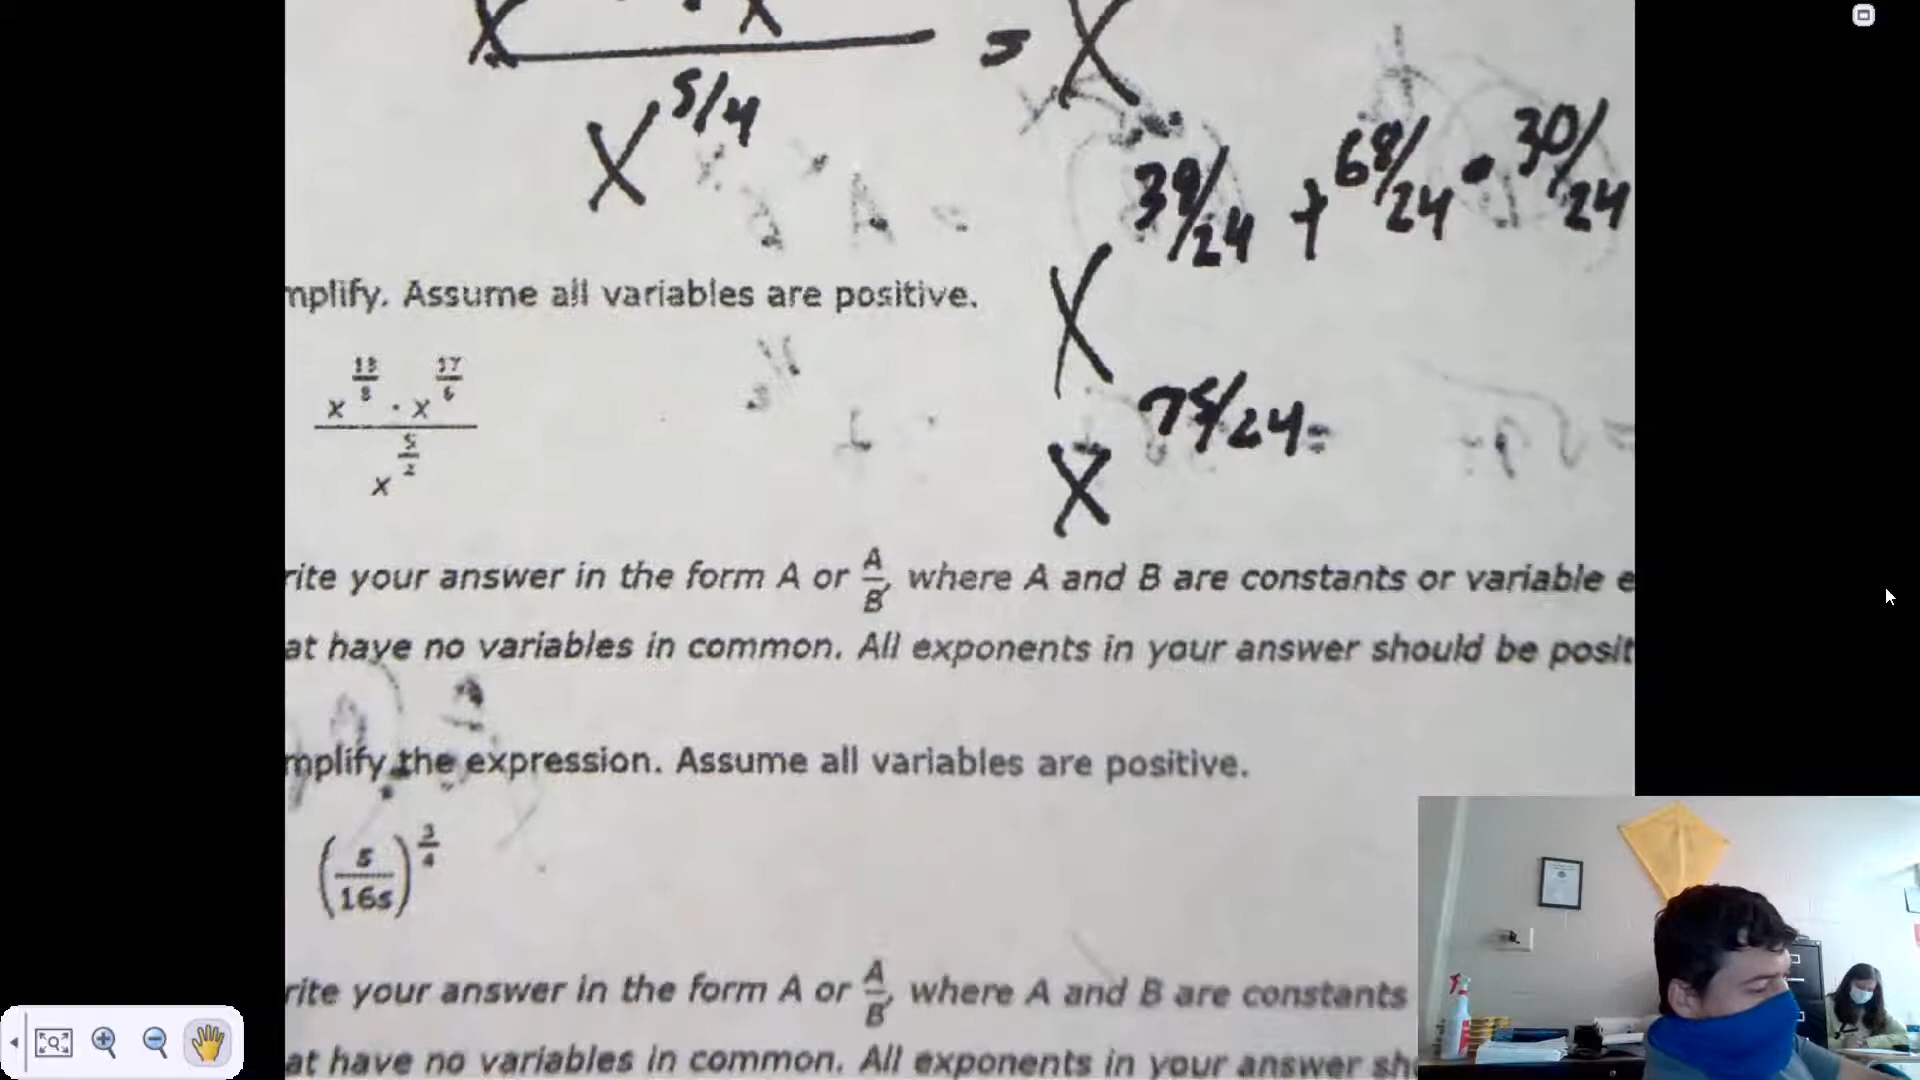 X X
= X
X 5/4
X 39/24 + 68/24 - 30/24
mplify. Assume all variables are positive.
x 13/8 · x 17/6
x 5/2
X 75/24 =
rite your answer in the form A or A/B, where A and B are constants or variable e
at have no variables in common. All exponents in your answer should be posit
mplify the expression. Assume all variables are positive.
(5/16s) 3/4
rite your answer in the form A or A/B, where A and B are constants
at have no variables in common. All exponents in your answer sh